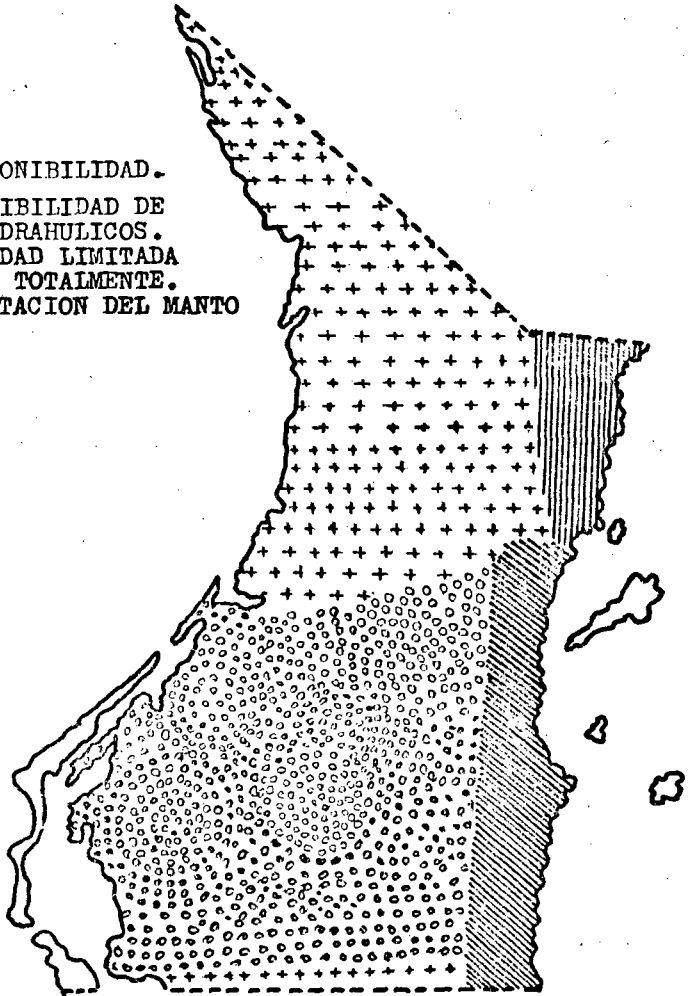 ONIBILIDAD.
IBILIDAD DE
DRAHULICOS.
DAD LIMITADA
TOTALMENTE.
TACION DEL MANTO